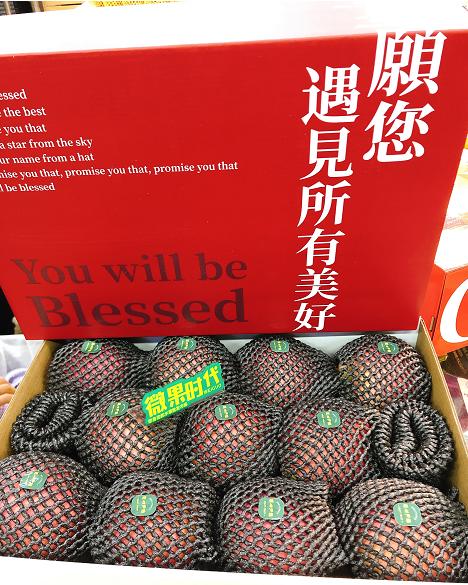 願您
遇見所有美好
essed
e the best
e you that
a star from the sky
ur name from a hat
mise you that, promise you that, promise you that
l be blessed
You will be
Blessed
微果时代